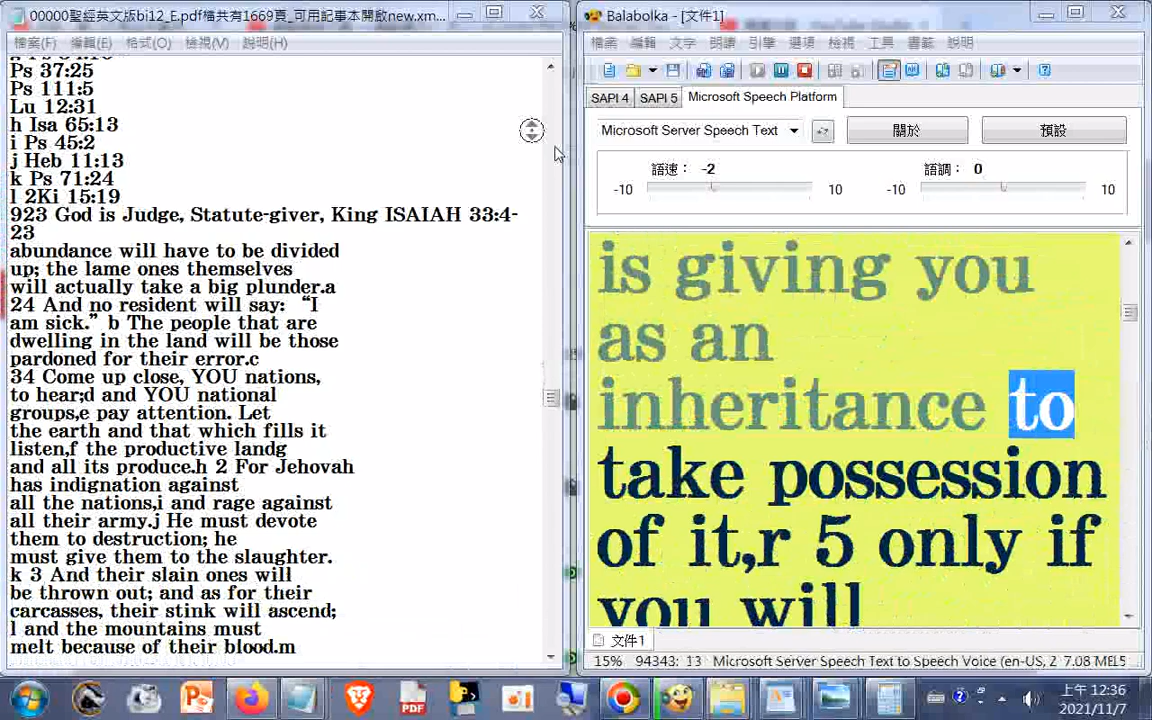 00000聖經英文版bi12_E.pdf檔共有1669頁_可用記事本開啟new.xm...
檔案(F) 編輯(E) 格式(O) 檢視(V) 說明(H)
Ps 37:25
Ps 111:5
Lu 12:31
h Isa 65:13
i Ps 45:2
j Heb 11:13
k Ps 71:24
l 2Ki 15:19
923 God is Judge, Statute-giver, King ISAIAH 33:4-
23
abundance will have to be divided
up; the lame ones themselves
will actually take a big plunder.a
24 And no resident will say: “I
am sick.” b The people that are
dwelling in the land will be those
pardoned for their error.c
34 Come up close, YOU nations,
to hear;d and YOU national
groups,e pay attention. Let
the earth and that which fills it
listen,f the productive landg
and all its produce.h 2 For Jehovah
has indignation against
all the nations,i and rage against
all their army.j He must devote
them to destruction; he
must give them to the slaughter.
k 3 And their slain ones will
be thrown out; and as for their
carcasses, their stink will ascend;
l and the mountains must
melt because of their blood.m
Balabolka - [文件1]
檔案 編輯 文字 朗讀 引擎 選項 檢視 工具 書籤 說明
SAPI 4 SAPI 5 Microsoft Speech Platform
Microsoft Server Speech Text 關於 預設
語速： -2 語調： 0
-10 10 -10 10
is giving you
as an
inheritance to
take possession
of it,r 5 only if
you will
文件1
15% 94343: 13 Microsoft Server Speech Text to Speech Voice (en-US, 2 7.08 МБ
PDF
上午 12:36
2021/11/7